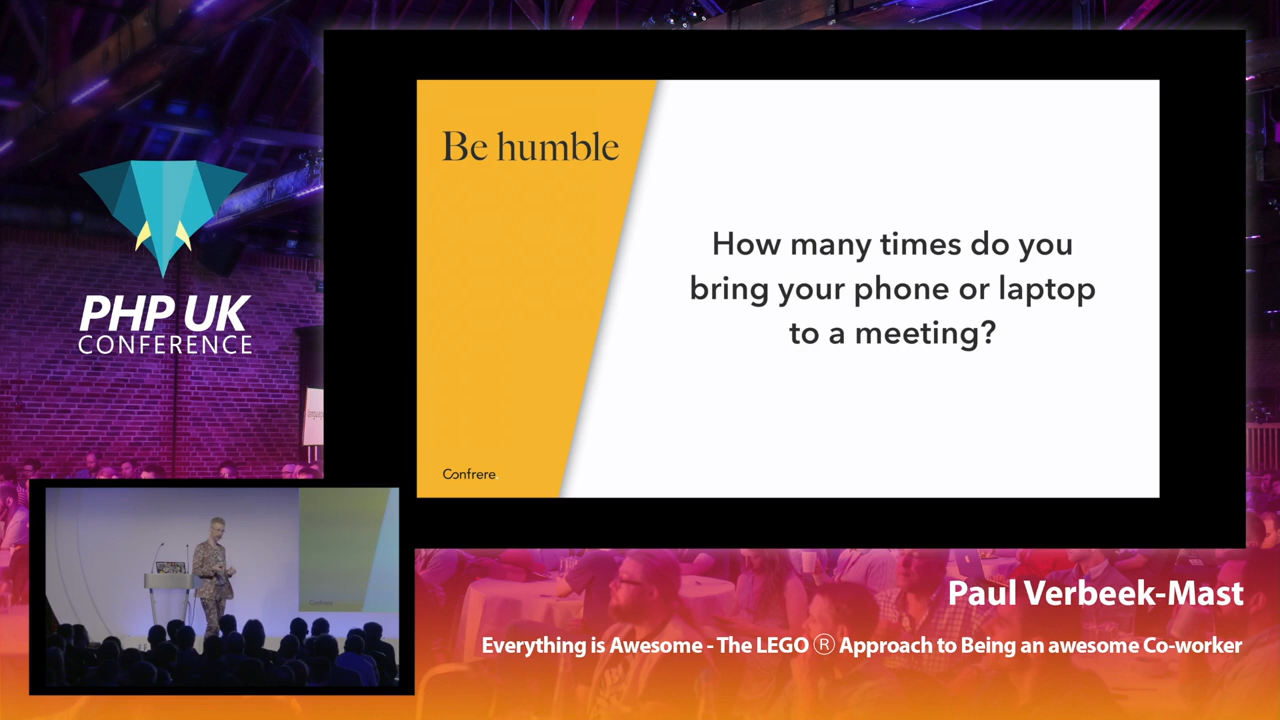 Be humble
How many times do you
bring your phone or laptop
to a meeting?
Confrere
PHP UK
CONFERENCE
Confrere
Paul Verbeek-Mast
Everything is Awesome - The LEGO ® Approach to Being an awesome Co-worker